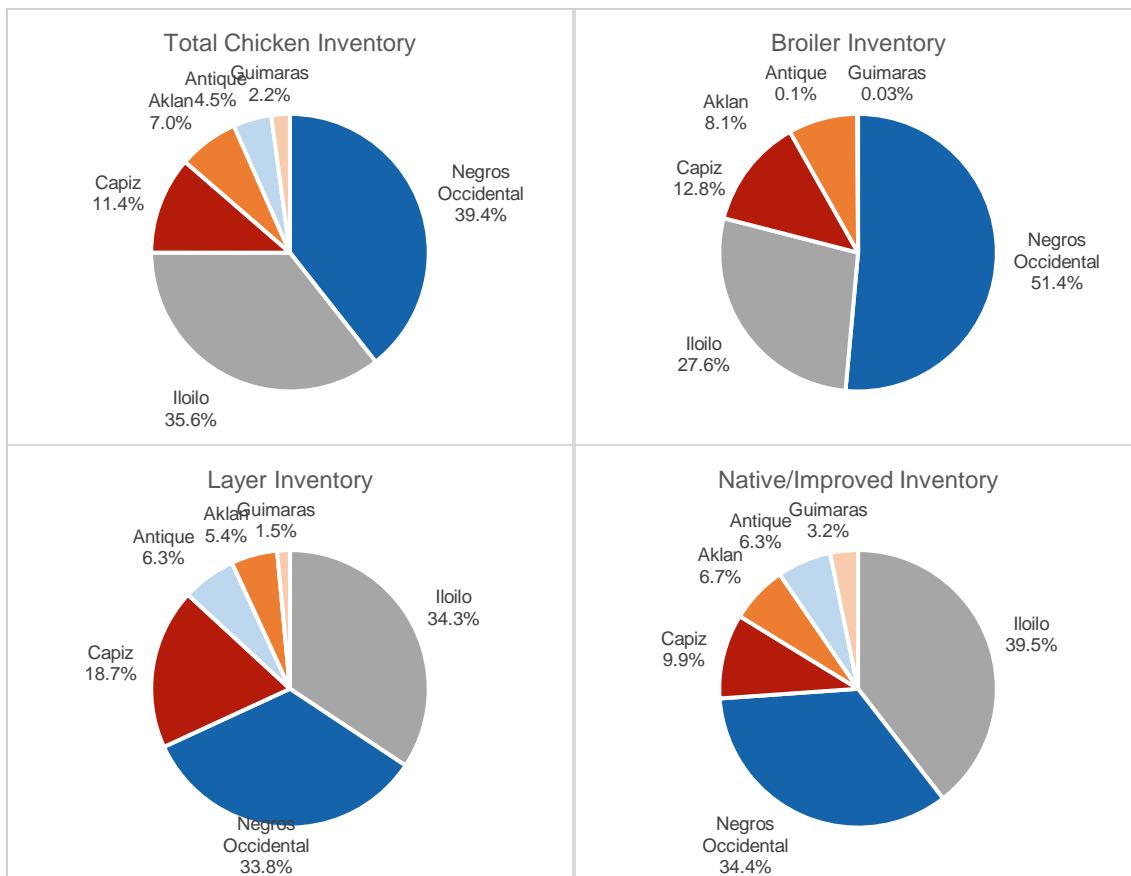 Total Chicken Inventory
Guimaras
2.2%
Antique
4.5%
Aklan
7.0%
Capiz
11.4%
Negros
Occidental
39.4%
Iloilo
35.6%
Broiler Inventory
Antique
0.1%
Guimaras
0.03%
Aklan
8.1%
Capiz
12.8%
Negros
Occidental
51.4%
Iloilo
27.6%
Layer Inventory
Guimaras
1.5%
Aklan
5.4%
Antique
6.3%
Iloilo
34.3%
Capiz
18.7%
Negros
Occidental
33.8%
Native/Improved Inventory
Guimaras
3.2%
Antique
6.3%
Aklan
6.7%
Iloilo
39.5%
Capiz
9.9%
Negros
Occidental
34.4%